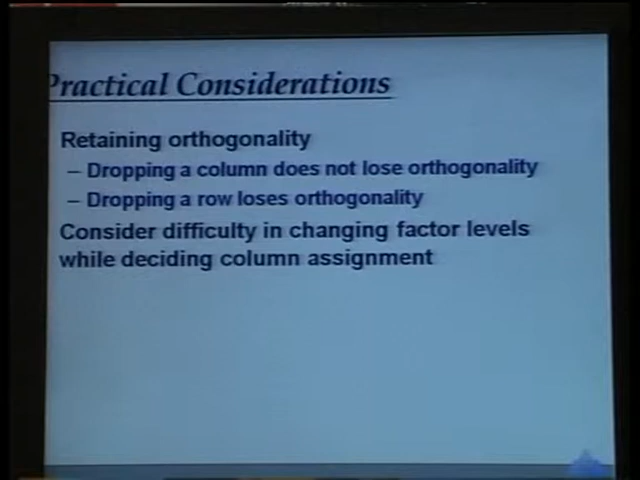 Practical Considerations
Retaining orthogonality
– Dropping a column does not lose orthogonality
– Dropping a row loses orthogonality
Consider difficulty in changing factor levels
while deciding column assignment